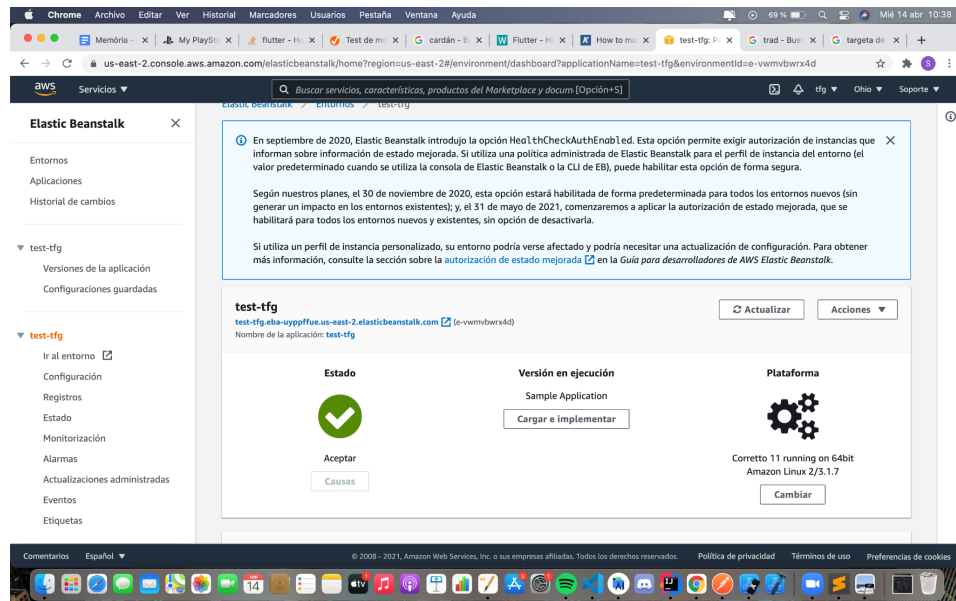 Chrome Archivo Editar Ver Historial Marcadores Usuarios Pestaña Ventana Ayuda 69 % Mié 14 abr 10:38
Memòria - My PlaySta flutter - Ho Test de mo cardán - B Flutter - Hi How to ma test-tfg: Pa trad - Busc targeta de
us-east-2.console.aws.amazon.com/elasticbeanstalk/home?region=us-east-2#/environment/dashboard?applicationName=test-tfg&environmentId=e-vwmvbwrx4d S
aws Servicios ▼ Buscar servicios, características, productos del Marketplace y docum [Opción+S] tfg ▼ Ohio ▼ Soporte ▼
Elastic Beanstalk / Entornos / test-tfg
Elastic Beanstalk
Entornos
Aplicaciones
Historial de cambios
test-tfg
Versiones de la aplicación
Configuraciones guardadas
test-tfg
Ir al entorno
Configuración
Registros
Estado
Monitorización
Alarmas
Actualizaciones administradas
Eventos
Etiquetas
En septiembre de 2020, Elastic Beanstalk introdujo la opción HealthCheckAuthEnabled. Esta opción permite exigir autorización de instancias que
informan sobre información de estado mejorada. Si utiliza una política administrada de Elastic Beanstalk para el perfil de instancia del entorno (el
valor predeterminado cuando se utiliza la consola de Elastic Beanstalk o la CLI de EB), puede habilitar esta opción de forma segura.
Según nuestros planes, el 30 de noviembre de 2020, esta opción estará habilitada de forma predeterminada para todos los entornos nuevos (sin
generar un impacto en los entornos existentes); y, el 31 de mayo de 2021, comenzaremos a aplicar la autorización de estado mejorada, que se
habilitará para todos los entornos nuevos y existentes, sin opción de desactivarla.
Si utiliza un perfil de instancia personalizado, su entorno podría verse afectado y podría necesitar una actualización de configuración. Para obtener
más información, consulte la sección sobre la autorización de estado mejorada en la Guía para desarrolladores de AWS Elastic Beanstalk.
test-tfg
test-tfg.eba-uyppffue.us-east-2.elasticbeanstalk.com (e-vwmvbwrx4d)
Nombre de la aplicación: test-tfg
Actualizar Acciones ▼
Estado
Aceptar
Causas
Versión en ejecución
Sample Application
Cargar e implementar
Plataforma
Corretto 11 running on 64bit
Amazon Linux 2/3.1.7
Cambiar
Comentarios Español ▼ © 2008 - 2021, Amazon Web Services, Inc. o sus empresas afiliadas. Todos los derechos reservados. Política de privacidad Términos de uso Preferencias de cookies
14 tv